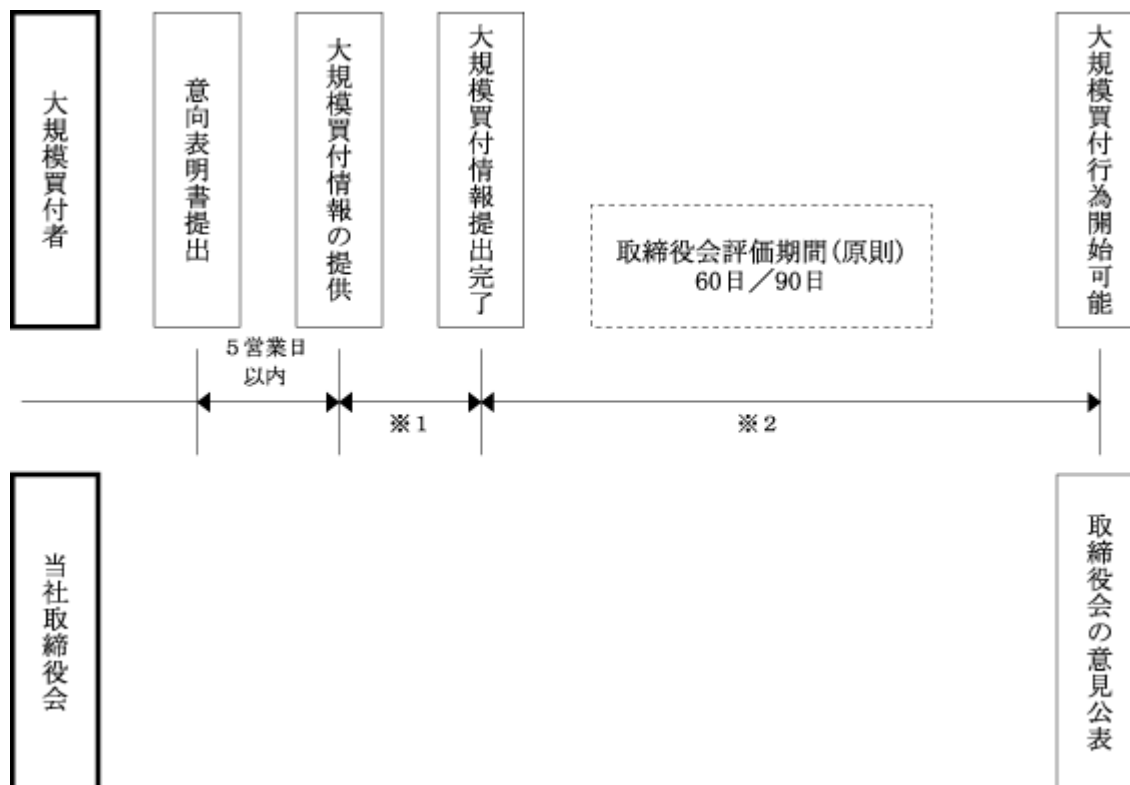 大規模買付者
意向表明書提出
大規模買付情報の提供
大規模買付情報提出完了
取締役会評価期間(原則)
60日/90日
大規模買付行為開始可能
5営業日
以内
※1
※2
当社取締役会
取締役会の意見公表